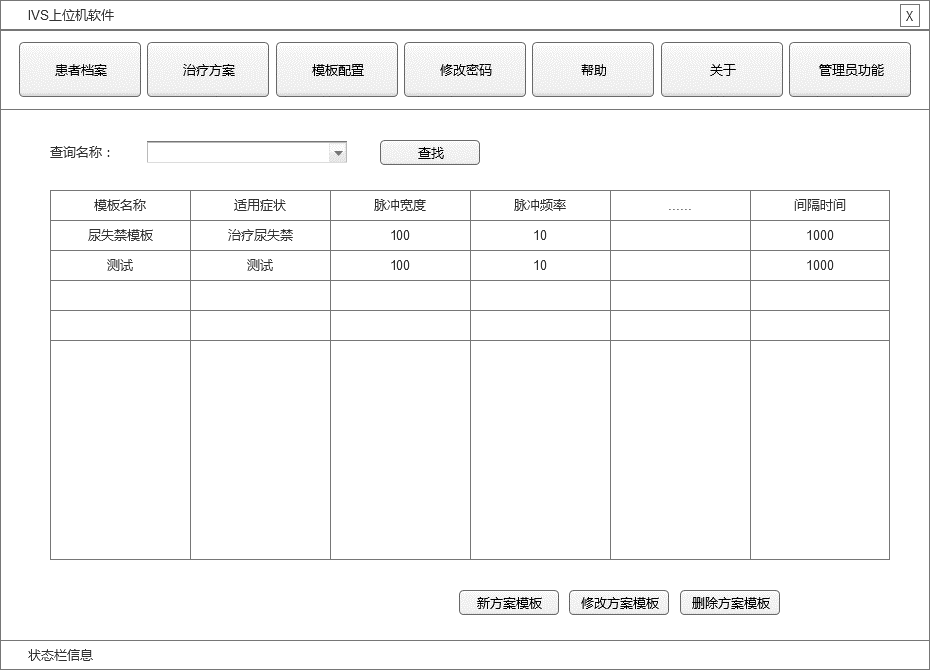 IVS上位机软件 X
患者档案 治疗方案 模板配置 修改密码 帮助 关于 管理员功能
查询名称： 查找
模板名称 适用症状 脉冲宽度 脉冲频率 ...... 间隔时间
尿失禁模板 治疗尿失禁 100 10 1000
测试 测试 100 10 1000
新方案模板 修改方案模板 删除方案模板
状态栏信息